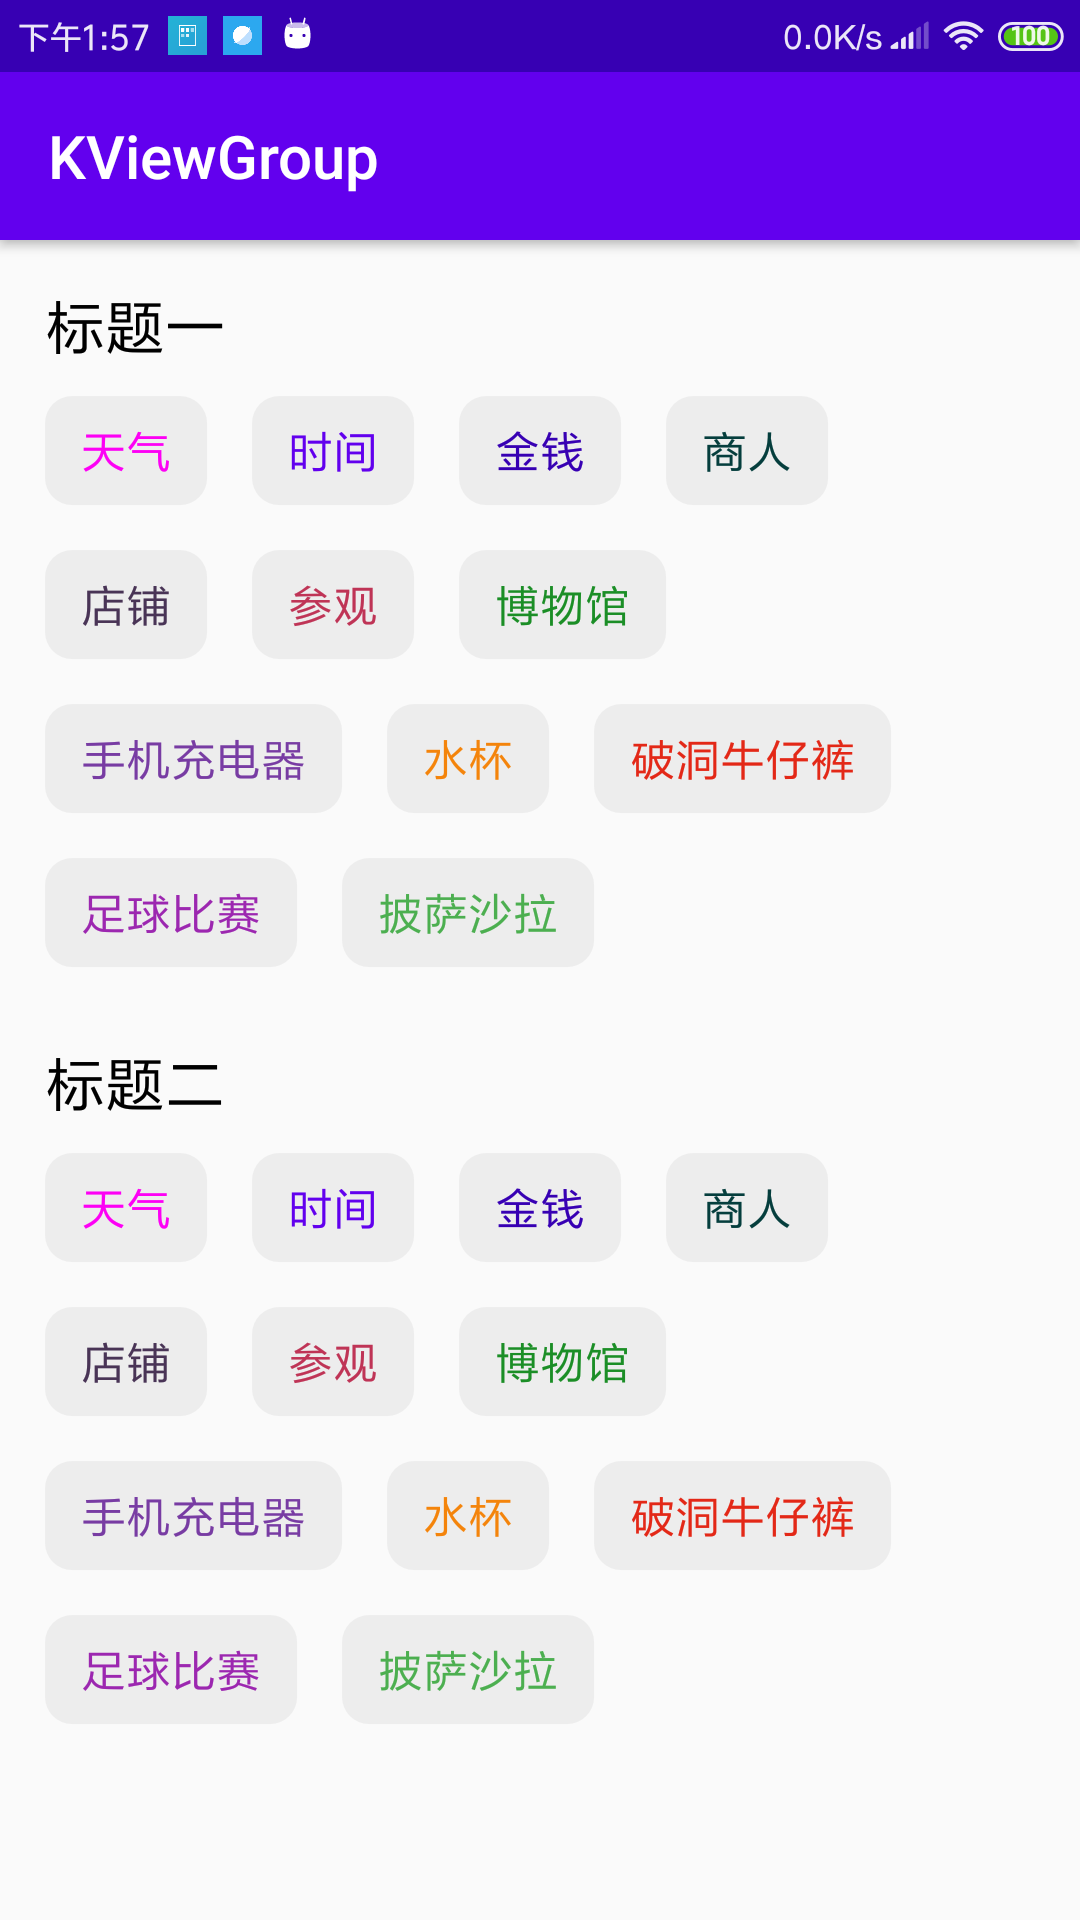 下午1:57 0.0K/s 100
KViewGroup
标题一
天气 时间 金钱 商人
店铺 参观 博物馆
手机充电器 水杯 破洞牛仔裤
足球比赛 披萨沙拉
标题二
天气 时间 金钱 商人
店铺 参观 博物馆
手机充电器 水杯 破洞牛仔裤
足球比赛 披萨沙拉